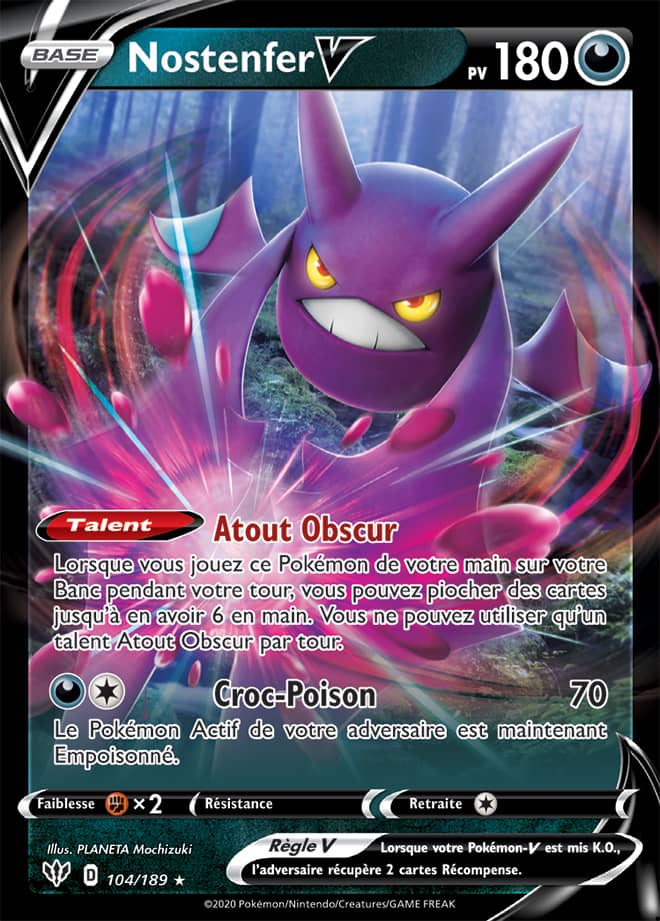 BASE Nostenfer V PV 180
Talent Atout Obscur
Lorsque vous jouez ce Pokémon de votre main sur votre
Banc pendant votre tour, vous pouvez piocher des cartes
jusqu'à en avoir 6 en main. Vous ne pouvez utiliser qu'un
talent Atout Obscur par tour.
Croc-Poison 70
Le Pokémon Actif de votre adversaire est maintenant
Empoisonné.
Faiblesse ×2 Résistance Retraite
Illus. PLANETA Mochizuki
Règle V Lorsque votre Pokémon-V est mis K.O.,
l'adversaire récupère 2 cartes Récompense.
D 104/189 ★
©2020 Pokémon/Nintendo/Creatures/GAME FREAK